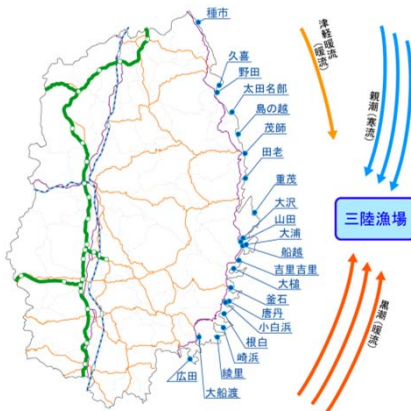 種市
久喜
野田
太田名部
島の越
茂師
田老
重茂
大沢
山田
大浦
船越
吉里吉里
大槌
釜石
唐丹
小白浜
根白
崎浜
綾里
大船渡
広田
津軽暖流
(暖流)
親潮(寒流)
三陸漁場
黒潮(暖流)